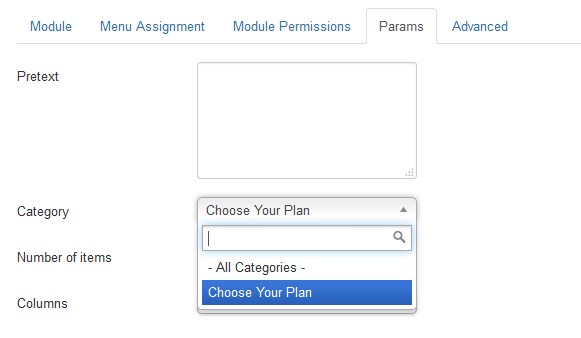 Module Menu Assignment Module Permissions Params Advanced
Pretext
Category Choose Your Plan
Number of items
- All Categories -
Choose Your Plan
Columns